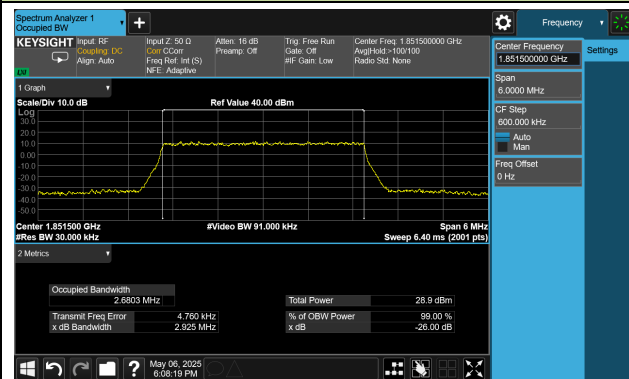 Spectrum Analyzer 1
Occupied BW
Frequency
KEYSIGHT Input: RF
Coupling: DC
Align: Auto
Input Z: 50 Ω
Corr CCorr
Freq Ref: Int (S)
NFE: Adaptive
Atten: 16 dB
Preamp: Off
Trig: Free Run
Gate: Off
#IF Gain: Low
Center Freq: 1.851500000 GHz
Avg|Hold:>100/100
Radio Std: None
1 Graph
Scale/Div 10.0 dB
Ref Value 40.00 dBm
Log
30.0
20.0
10.0
0.00
-10.0
-20.0
-30.0
-40.0
-50.0
Center 1.851500 GHz
#Video BW 91.000 kHz
Span 6 MHz
#Res BW 30.000 kHz
Sweep 6.40 ms (2001 pts)
2 Metrics
Occupied Bandwidth
2.6803 MHz
Total Power 28.9 dBm
Transmit Freq Error 4.760 kHz
% of OBW Power 99.00 %
x dB Bandwidth 2.925 MHz
x dB -26.00 dB
May 06, 2025
6:08:19 PM
Center Frequency
1.851500000 GHz
Settings
Span
6.0000 MHz
CF Step
600.000 kHz
Auto
Man
Freq Offset
0 Hz